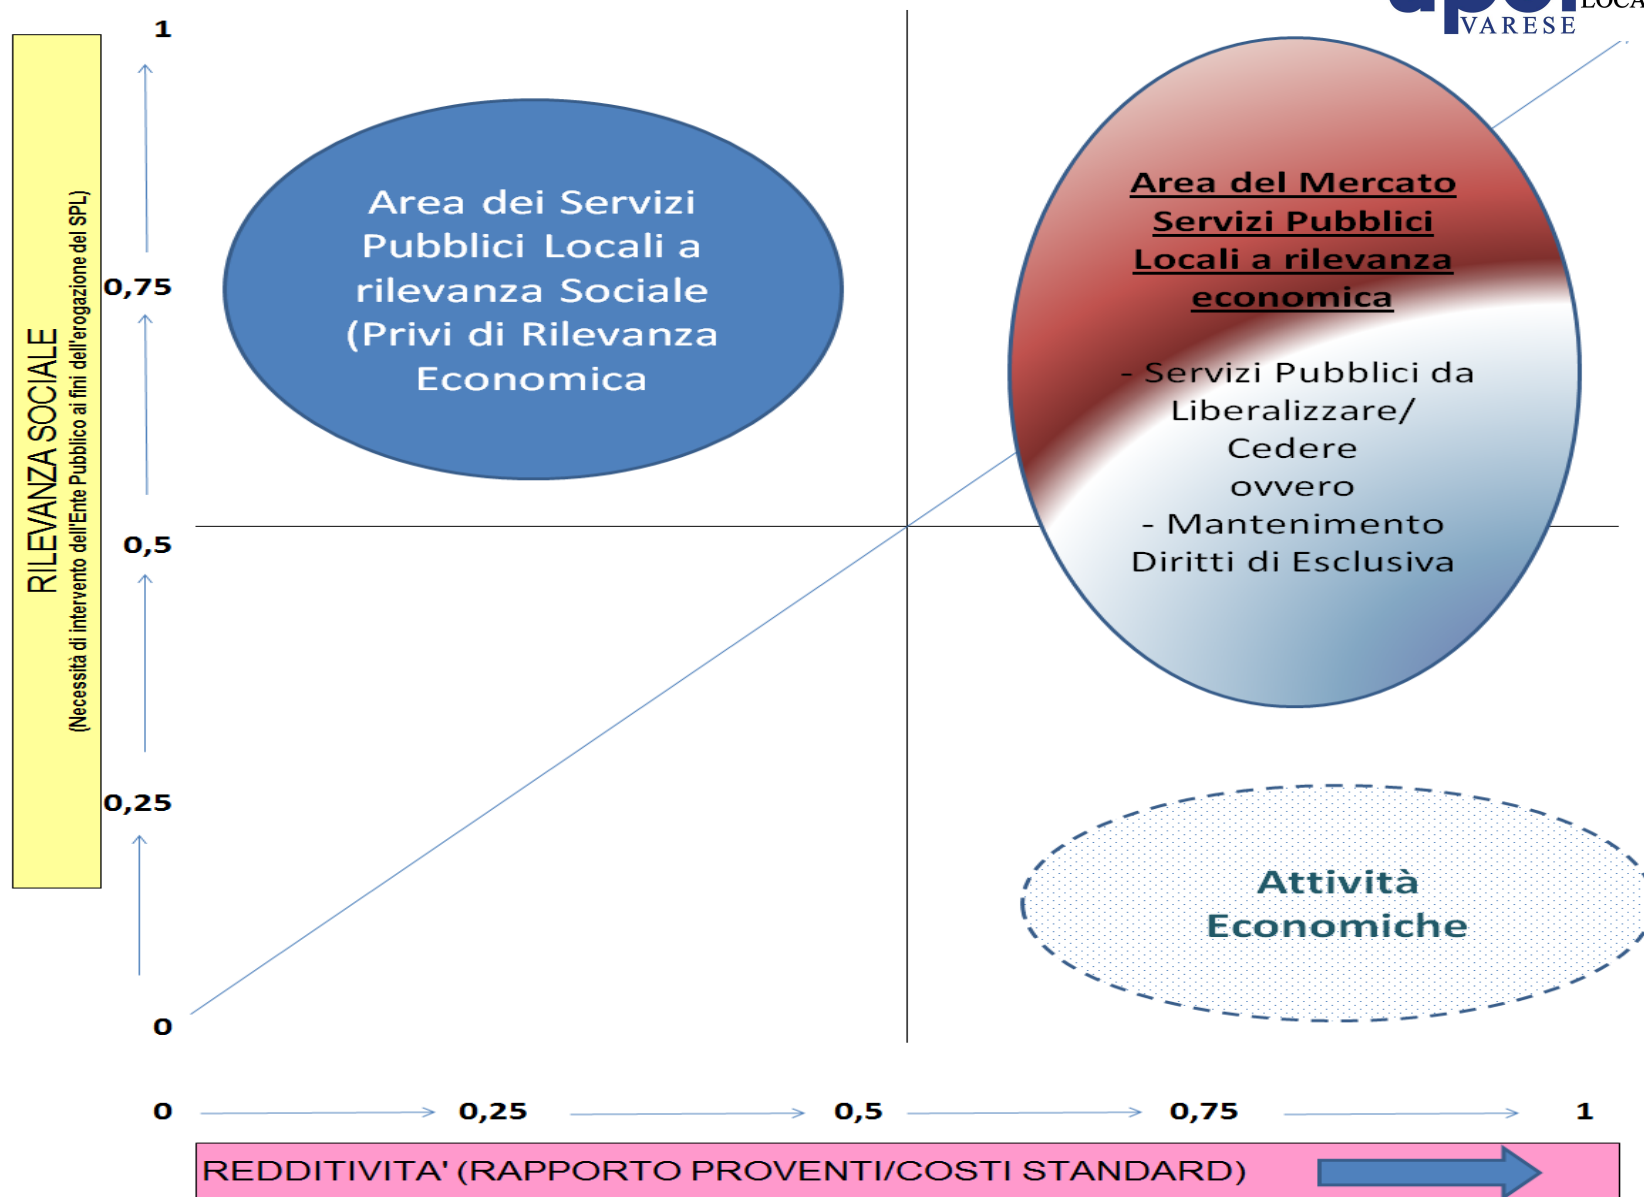 LOCA
VARESE
1
0,75
0,5
0,25
0
RILEVANZA SOCIALE
(Necessità di intervento dell'Ente Pubblico ai fini dell'erogazione del SPL)
Area dei Servizi
Pubblici Locali a
rilevanza Sociale
(Privi di Rilevanza
Economica
Area del Mercato
Servizi Pubblici
Locali a rilevanza
economica
- Servizi Pubblici da
Liberalizzare/
Cedere
ovvero
- Mantenimento
Diritti di Esclusiva
Attività
Economiche
0 0,25 0,5 0,75 1
REDDITIVITA' (RAPPORTO PROVENTI/COSTI STANDARD)